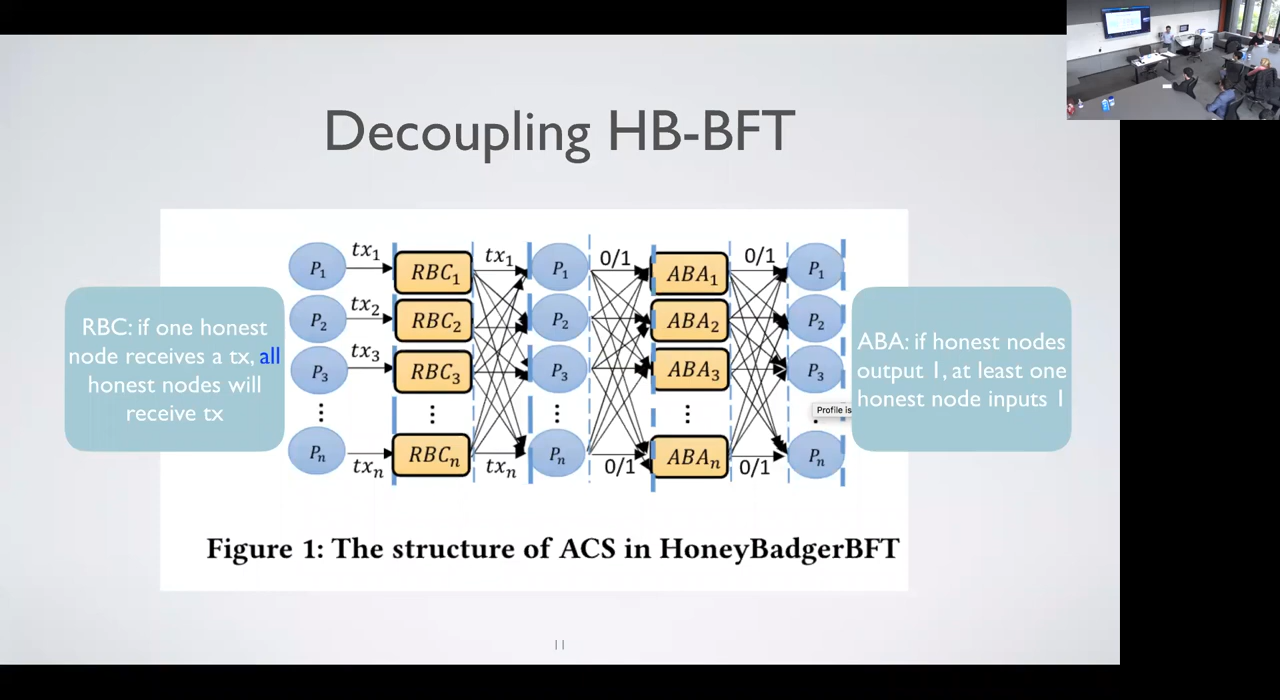 Decoupling HB-BFT
RBC: if one honest
node receives a tx, all
honest nodes will
receive tx
P1 tx1 RBC1 tx1 P1 0/1 ABA1 0/1 P1
P2 tx2 RBC2 P2 ABA2 P2
P3 tx3 RBC3 P3 ABA3 P3
Pn txn RBCn txn Pn 0/1 ABAn 0/1 Pn
Profile is
ABA: if honest nodes
output 1, at least one
honest node inputs 1
Figure 1: The structure of ACS in HoneyBadgerBFT
11